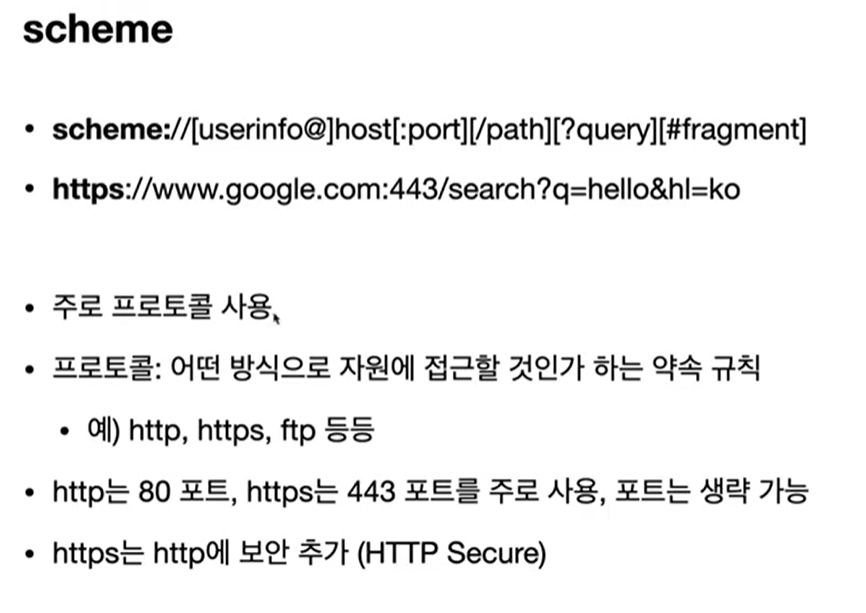 scheme
• scheme://[userinfo@]host[:port][/path][?query][#fragment]
• https://www.google.com:443/search?q=hello&hl=ko
• 주로 프로토콜 사용
• 프로토콜: 어떤 방식으로 자원에 접근할 것인가 하는 약속 규칙
• 예) http, https, ftp 등등
• http는 80 포트, https는 443 포트를 주로 사용, 포트는 생략 가능
• https는 http에 보안 추가 (HTTP Secure)